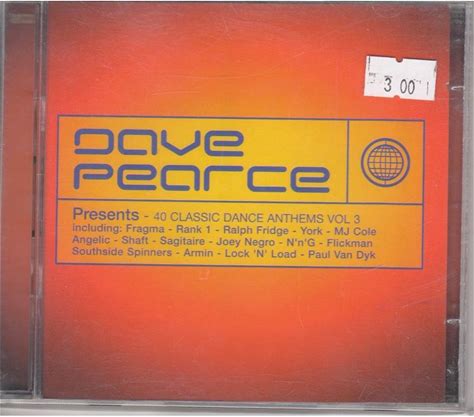 3 00
Dave
Pearce
Presents - 40 CLASSIC DANCE ANTHEMS VOL 3
including: Fragma - Rank 1 - Ralph Fridge - York - MJ Cole
Angelic - Shaft - Sagitaire - Joey Negro - N'n'G - Flickman
Southside Spinners - Armin - Lock 'N' Load - Paul Van Dyk